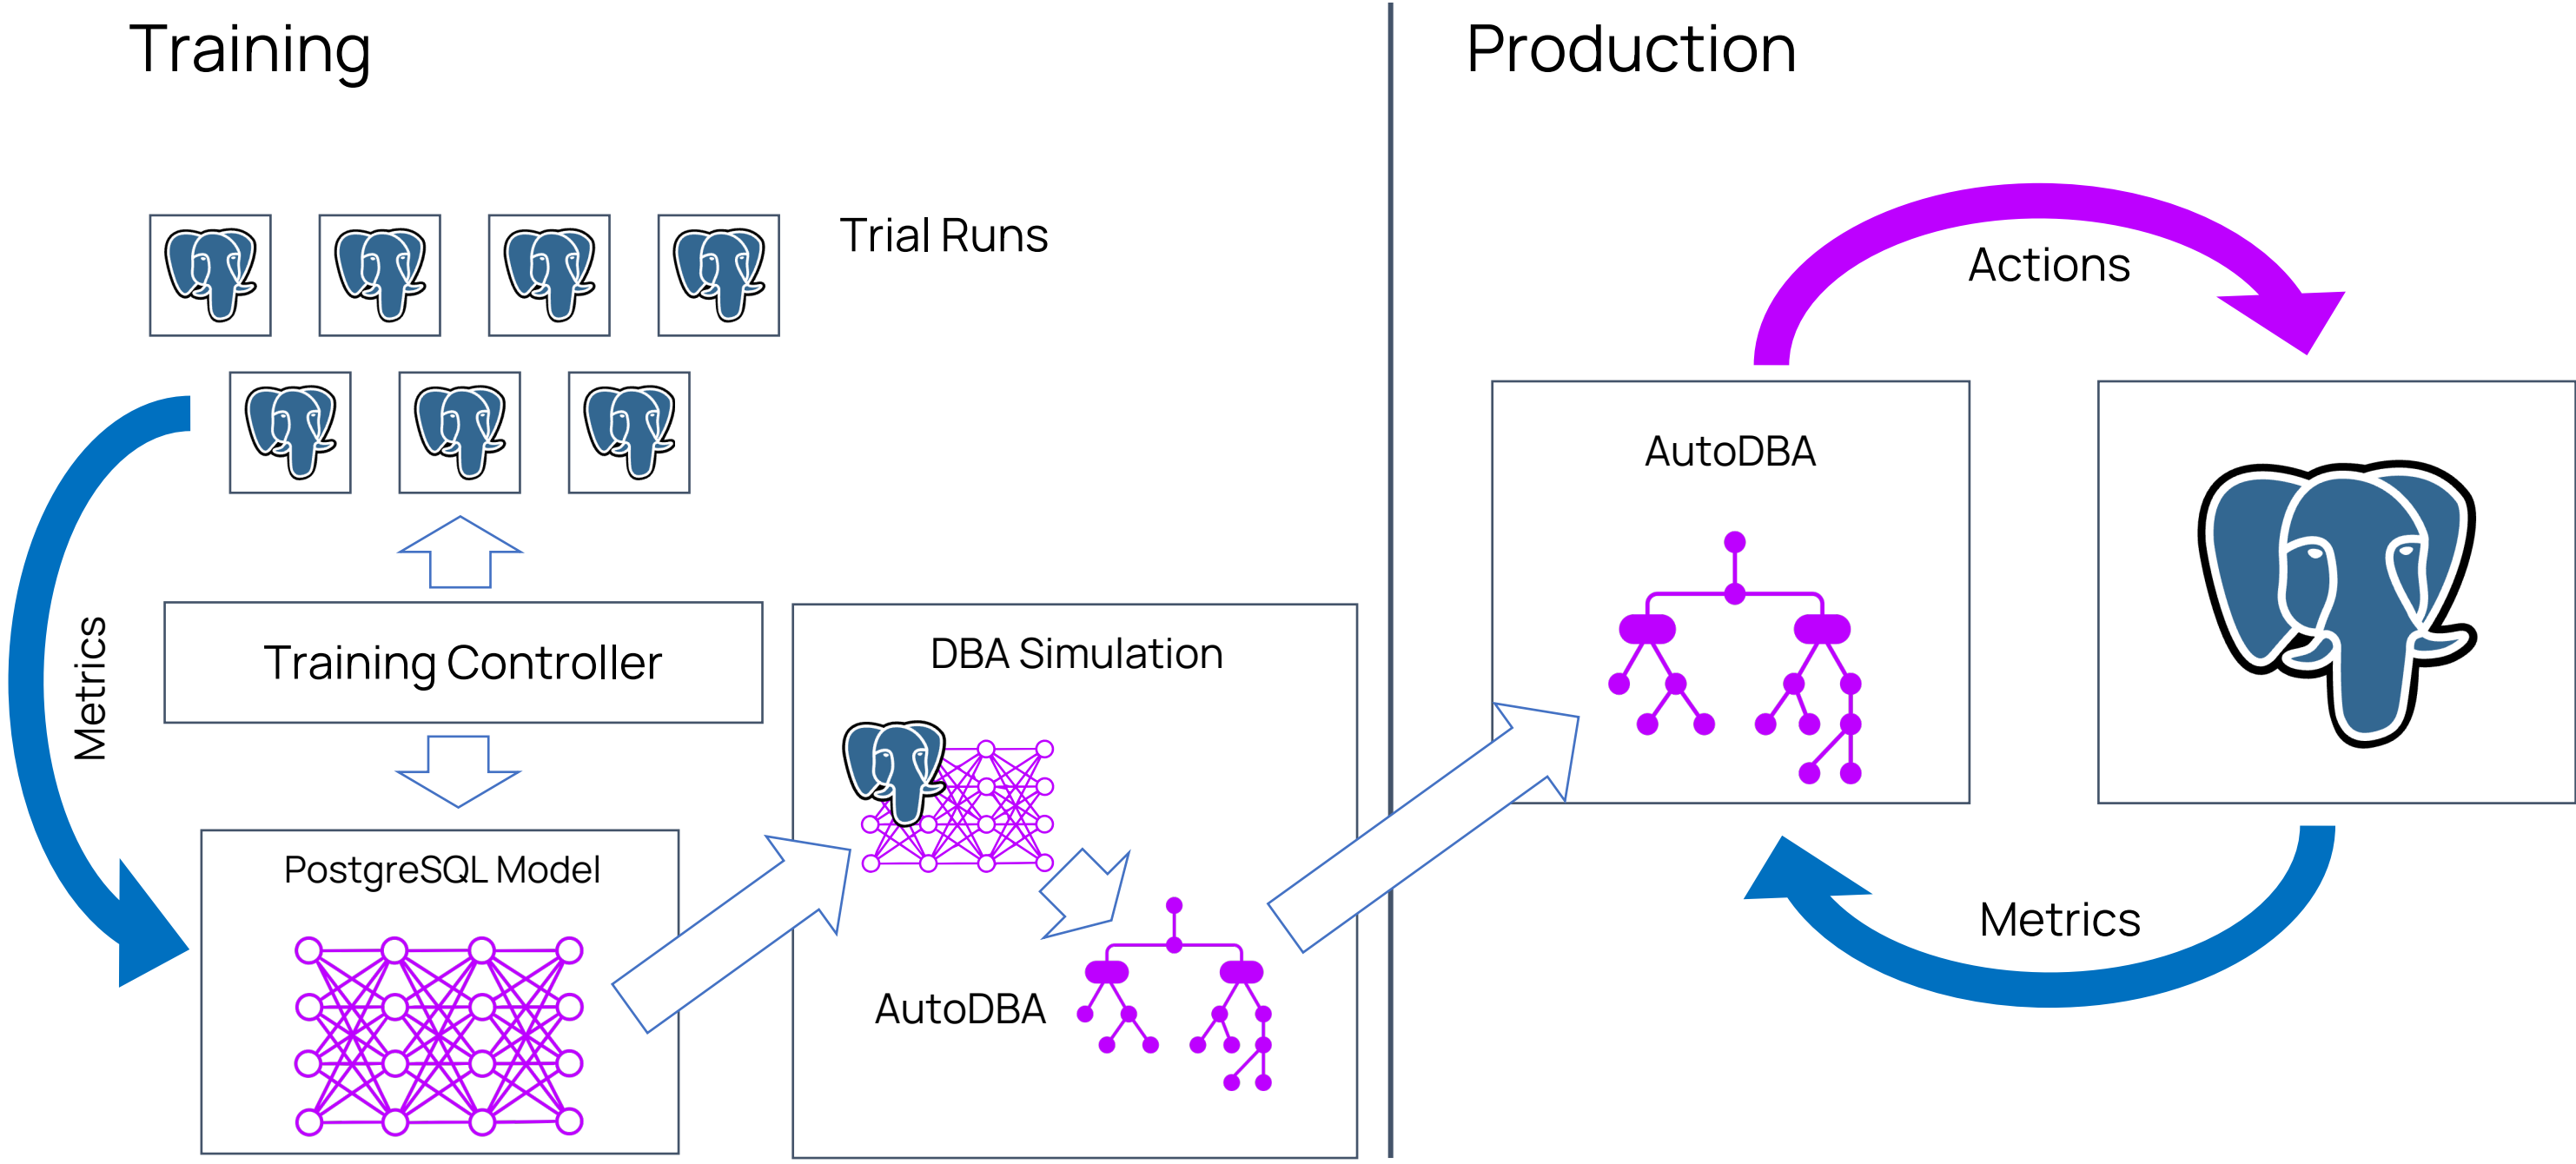 Training
Production
Trial Runs
Actions
Metrics
Training Controller
DBA Simulation
PostgreSQL Model
AutoDBA
AutoDBA
Metrics